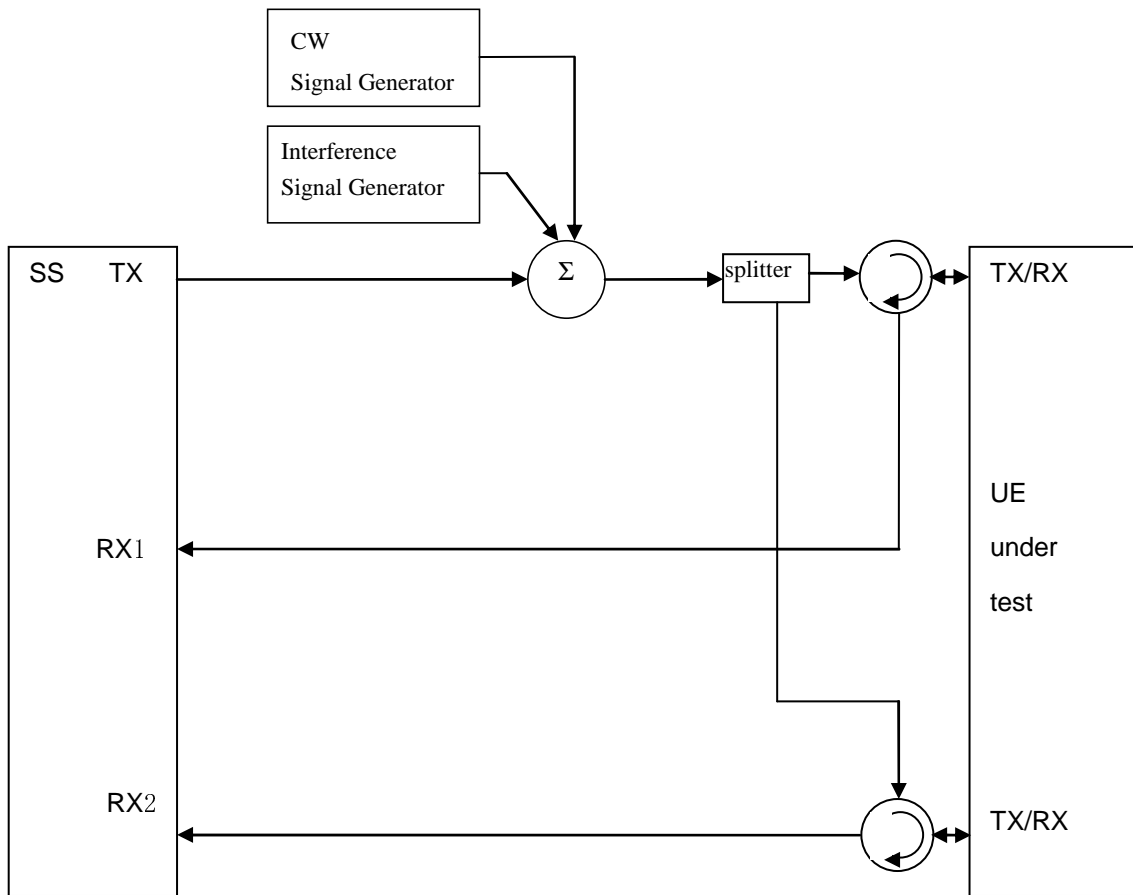 CW
Signal Generator
Interference
Signal Generator
SS TX
Σ
splitter
TX/RX
RX1
UE
under
test
RX2
TX/RX